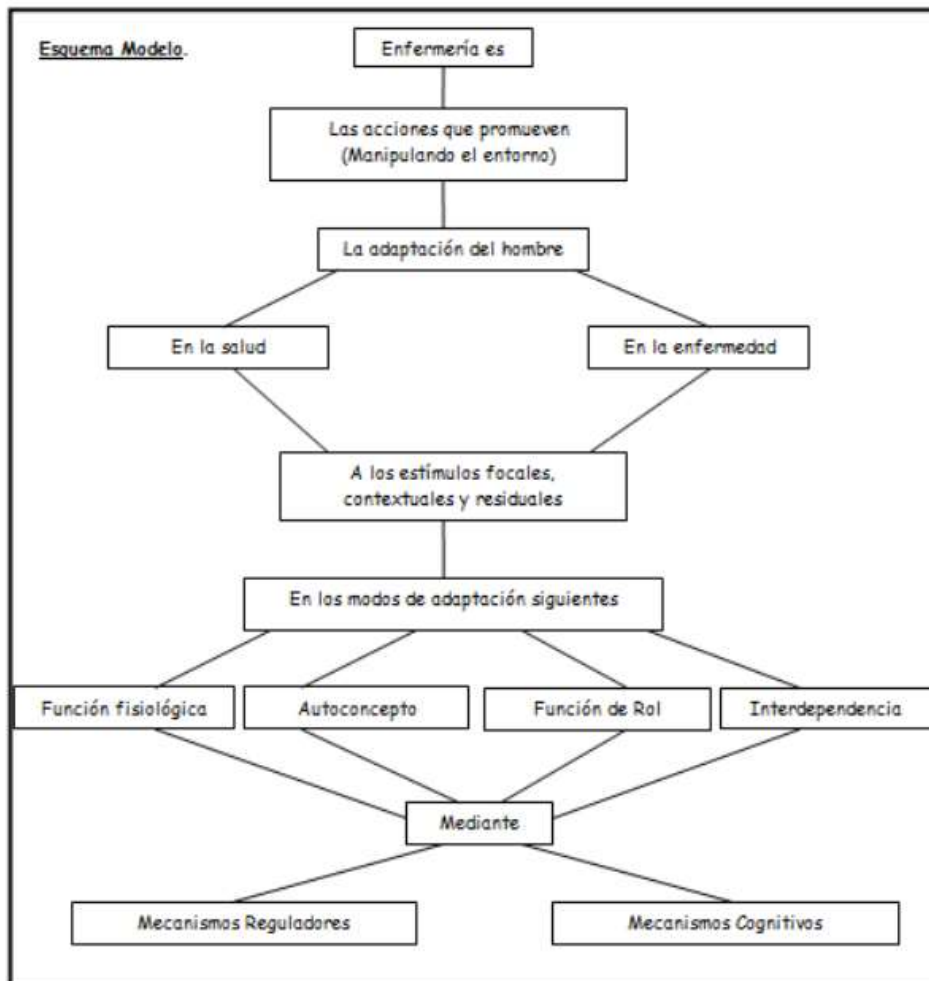 Esquema Modelo.
Enfermería es
Las acciones que promueven
(Manipulando el entorno)
La adaptación del hombre
En la salud
En la enfermedad
A los estímulos focales,
contextuales y residuales
En los modos de adaptación siguientes
Función fisiológica
Autoconcepto
Función de Rol
Interdependencia
Mediante
Mecanismos Reguladores
Mecanismos Cognitivos